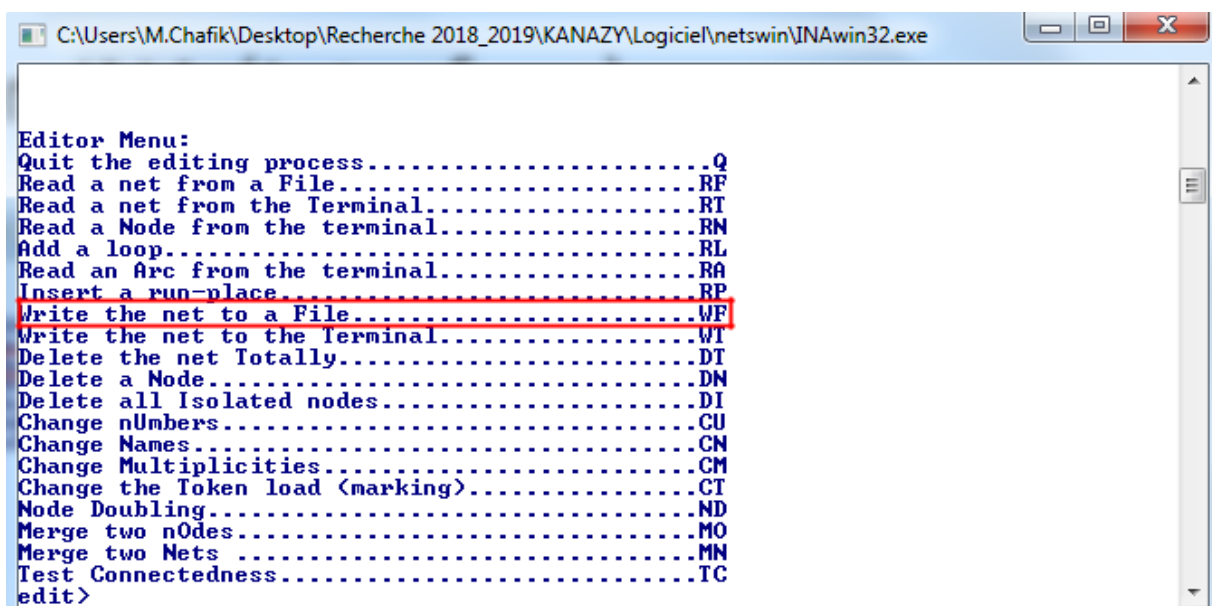 C:\Users\M.Chafik\Desktop\Recherche 2018_2019\KANAZY\Logiciel\netswin\INAwin32.exe
Editor Menu:
Quit the editing process........................Q
Read a net from a File.........................RF
Read a net from the Terminal...................RT
Read a Node from the terminal..................RN
Add a loop.....................................RL
Read an Arc from the terminal..................RA
Insert a run-place.............................RP
Write the net to a File........................WF
Write the net to the Terminal..................WT
Delete the net Totally.........................DT
Delete a Node..................................DN
Delete all Isolated nodes......................DI
Change nUmbers.................................CU
Change Names...................................CN
Change Multiplicities..........................CM
Change the Token load (marking)................CT
Node Doubling..................................ND
Merge two nOdes................................MO
Merge two Nets ................................MN
Test Connectedness.............................TC
edit>